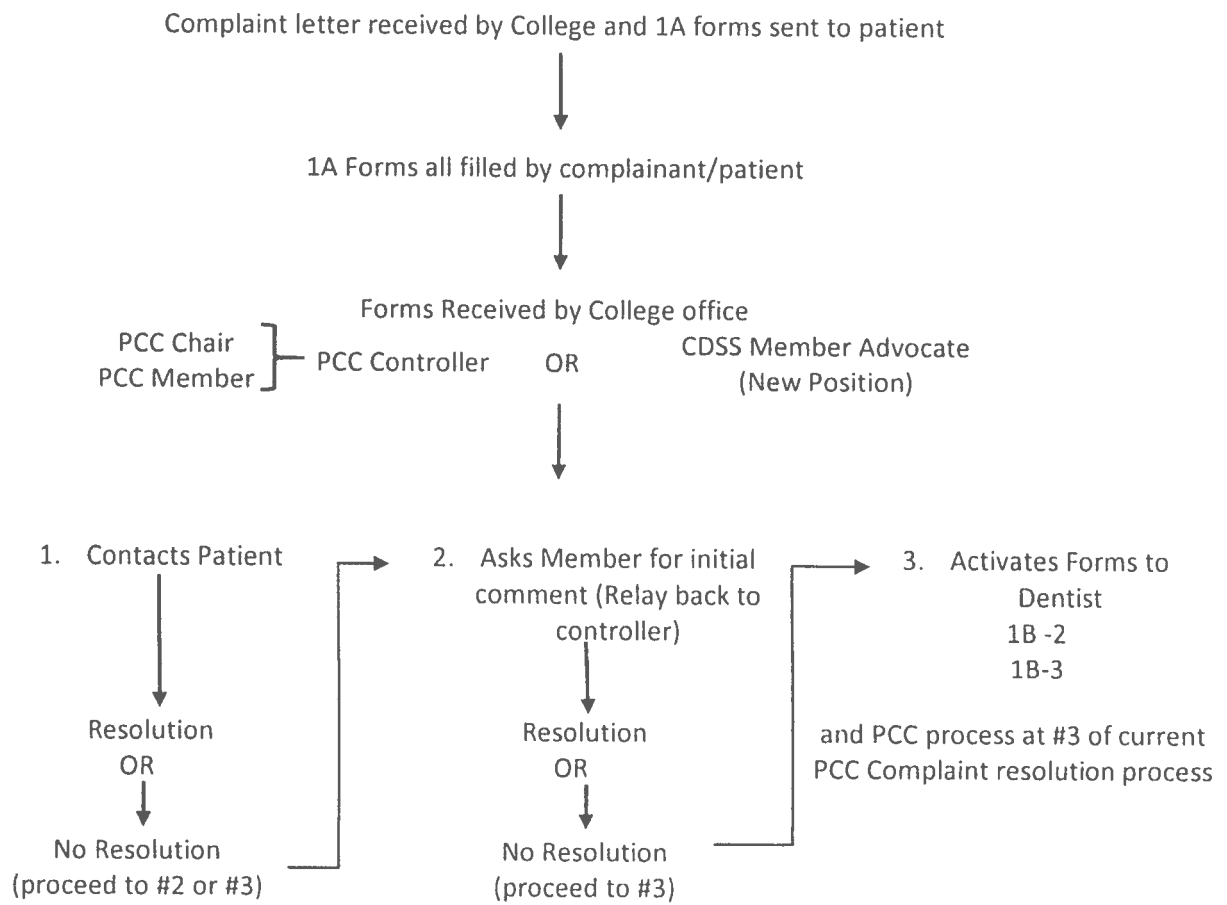 Complaint letter received by College and 1A forms sent to patient
1A Forms all filled by complainant/patient
Forms Received by College office
PCC Chair
PCC Member
PCC Controller
OR
CDSS Member Advocate
(New Position)
1. Contacts Patient
Resolution
OR
No Resolution
(proceed to #2 or #3)
2. Asks Member for initial
comment (Relay back to
controller)
Resolution
OR
No Resolution
(proceed to #3)
3. Activates Forms to
Dentist
1B -2
1B-3
and PCC process at #3 of current
PCC Complaint resolution process